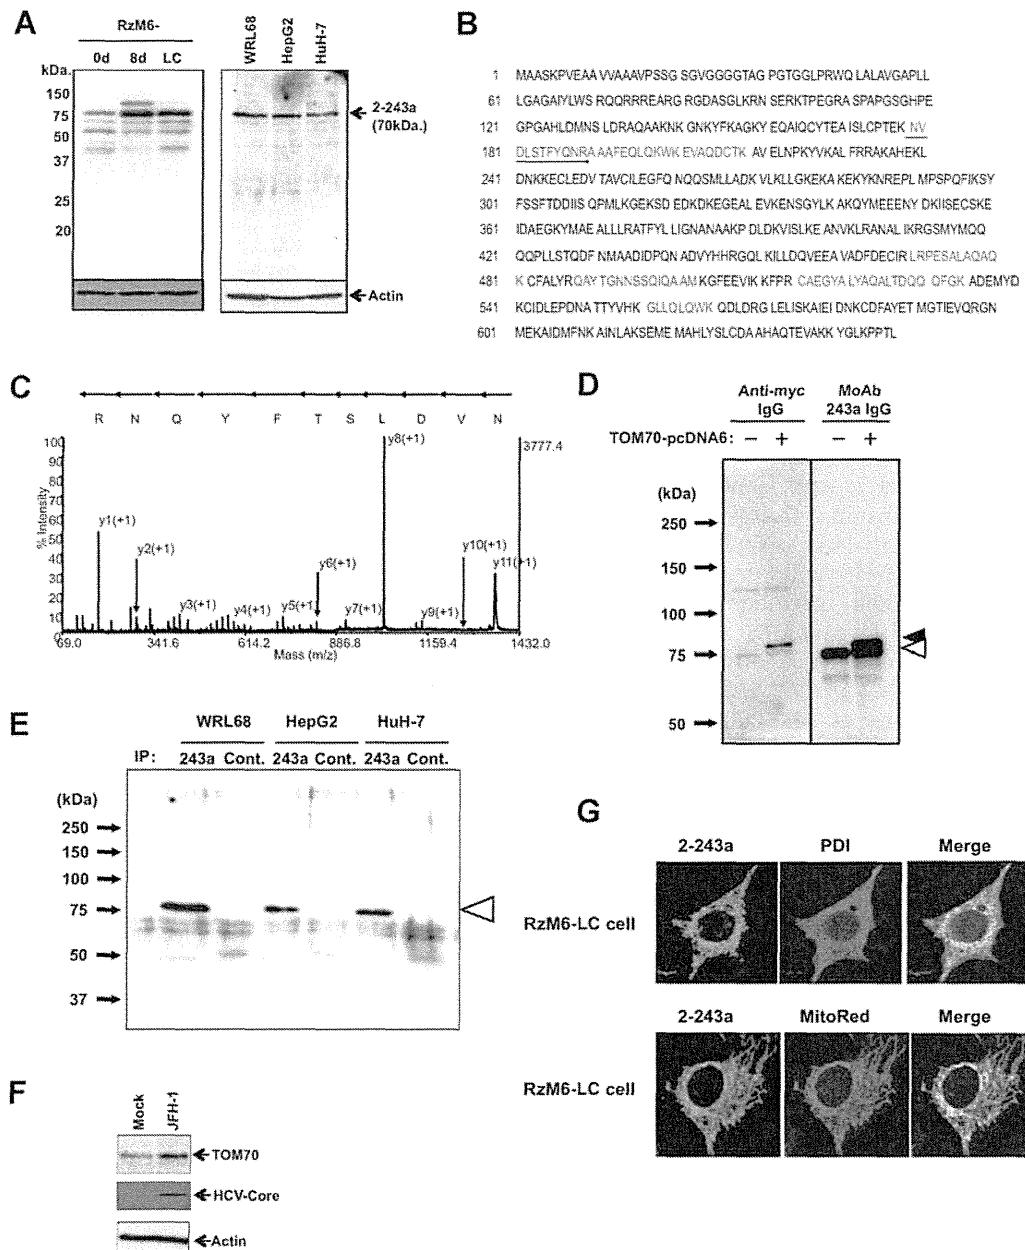 A
RzM6-
0d 8d LC
kDa.
150
75
50
37
25
20
WRL68 HepG2 HuH-7
2-243a
(70kDa.)
Actin
B
1 MAASKPVEAA VVAAAVPSSG SGVGGGGTAG PGTGGLPRWQ LALAVGAPLL
61 LGAGAIYLWS RQQRRREARG RGDASGLKRN SERKTPEGRA SPAPGSGHPE
121 GPGAHLDMNS LDRAQAAKNK GNKYFKAGKY EQAIQCYTEA ISLCPTEK NV
181 DLSTFYQNRA AAFEQLQKWK EVAQDCTK AV ELNPKYVKAL FRRAKAHEKL
241 DNKKECLEDV TAVCILEGFQ NQQSMLLADK VLKLLGKEKA KEKYKNREPL MPSPQFIKSY
301 FSSFTDDIIS QPMLKGEKSD EDKDKEGEAL EVKENSGYLK AKQYMEEENY DKIISECSKE
361 IDAEGKYMAE ALLLRATFYL LIGNANAAKP DLDKVISLKE ANVKLRANAL IKRGSMYMQQ
421 QQPLLSTQDF NMAADIDPQN ADVYHHRGQL KILLDQVEEA VADFDECIR LRPESALAQAQ
481 K CFALYRQAYTGNNSSQIQAAM KGFEEVIK KFPR CAEGYALYAQALTDQQ QFGK ADEMYD
541 KCIDLEPDNA TTYVHK GLLQLQWK QDLDRG LELISKAIEI DNKCDFAYET MGTIEVQRGN
601 MEKAIDMFNK AINLAKSEME MAHLYSLCDA AHAQTEVAKK YGLKPPTL
C
R N Q Y F T S L D V N
% Intensity
100
90
80
70
60
50
40
30
20
10
0
3777.4
y1(+1)
y2(+1)
y3(+1)
y4(+1)
y5(+1)
y6(+1)
y7(+1)
y8(+1)
y9(+1)
y10(+1)
y11(+1)
69.0 341.6 614.2 886.8 1159.4 1432.0
Mass (m/z)
D
Anti-myc IgG
MoAb 243a IgG
TOM70-pcDNA6: − + − +
(kDa)
250
150
100
75
50
E
WRL68 HepG2 HuH-7
IP: 243a Cont. 243a Cont. 243a Cont.
(kDa)
250
150
100
75
50
37
F
Mock JFH-1
TOM70
HCV-Core
Actin
G
2-243a PDI Merge
RzM6-LC cell
2-243a MitoRed Merge
RzM6-LC cell